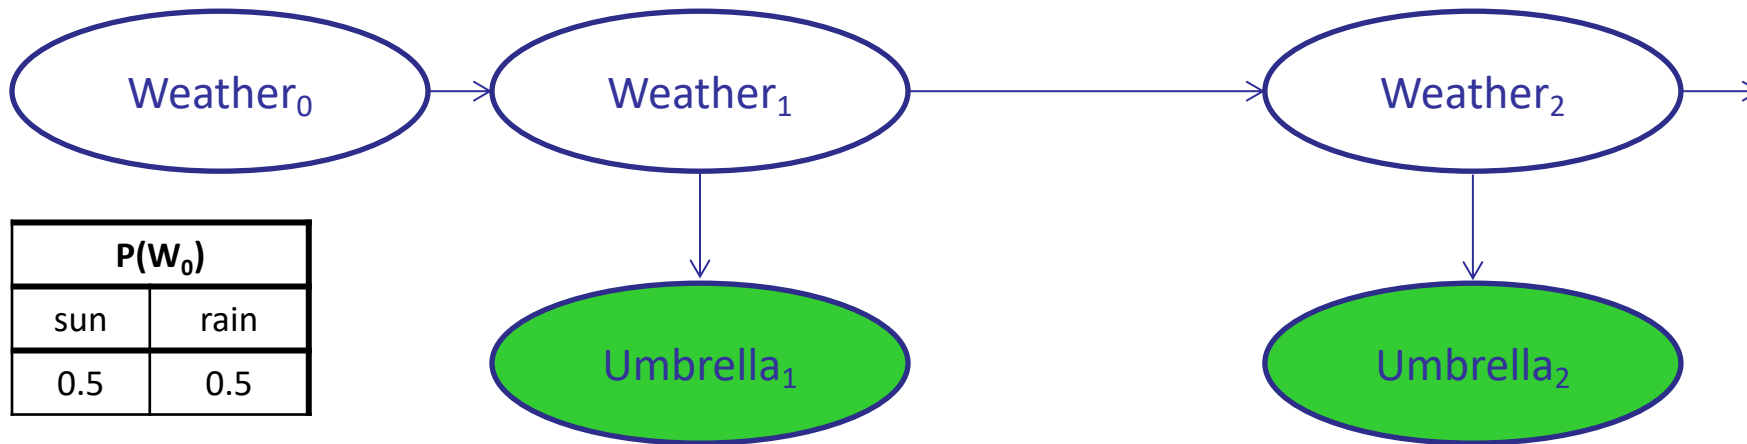 Weather₀ Weather₁ Weather₂
P(W₀)
sun rain
0.5 0.5
Umbrella₁ Umbrella₂